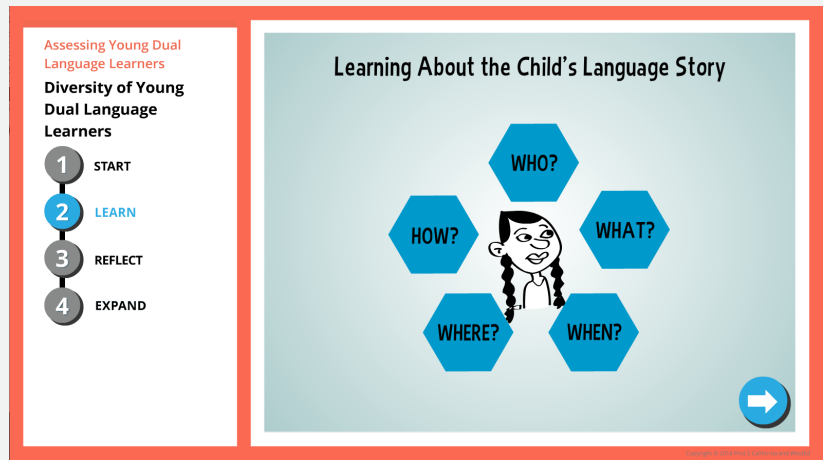 Assessing Young Dual
Language Learners
Diversity of Young
Dual Language
Learners
1 START
2 LEARN
3 REFLECT
4 EXPAND
Learning About the Child's Language Story
WHO?
WHAT?
WHEN?
WHERE?
HOW?